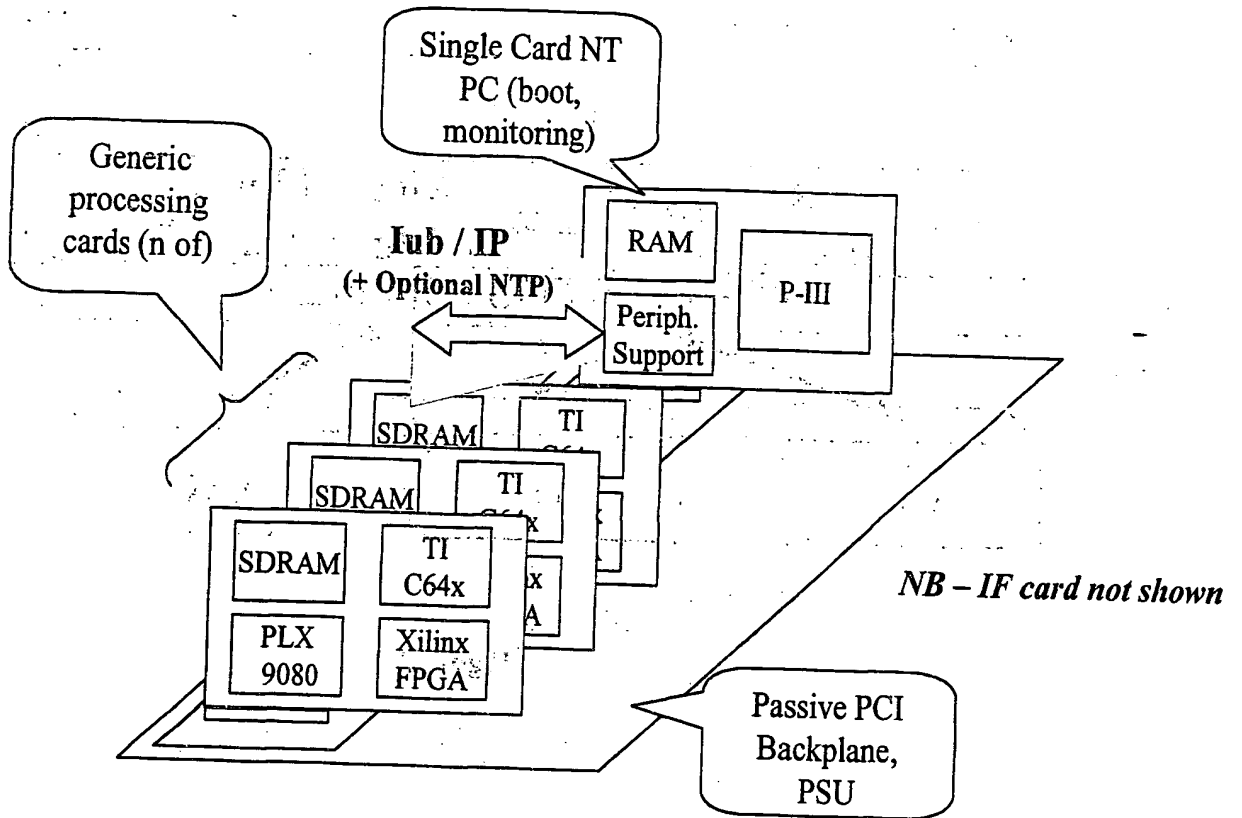 Single Card NT
PC (boot,
monitoring)
Generic
processing
cards (n of)
Iub / IP
(+ Optional NTP)
RAM
P-III
Periph.
Support
SDRAM
TI
SDRAM
TI
C64x
SDRAM
TI
C64x
PLX
9080
Xilinx
FPGA
NB – IF card not shown
Passive PCI
Backplane,
PSU